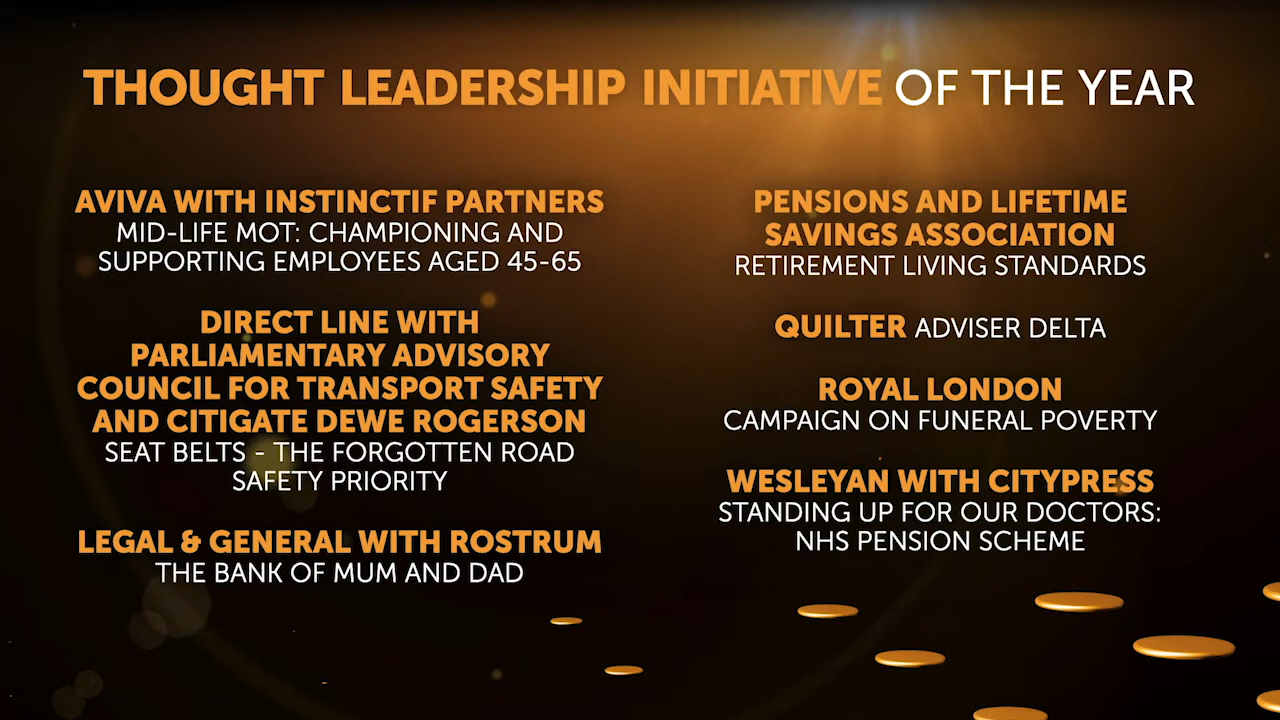 THOUGHT LEADERSHIP INITIATIVE OF THE YEAR
AVIVA WITH INSTINCTIF PARTNERS
MID-LIFE MOT: CHAMPIONING AND
SUPPORTING EMPLOYEES AGED 45-65
DIRECT LINE WITH
PARLIAMENTARY ADVISORY
COUNCIL FOR TRANSPORT SAFETY
AND CITIGATE DEWE ROGERSON
SEAT BELTS - THE FORGOTTEN ROAD
SAFETY PRIORITY
LEGAL & GENERAL WITH ROSTRUM
THE BANK OF MUM AND DAD
PENSIONS AND LIFETIME
SAVINGS ASSOCIATION
RETIREMENT LIVING STANDARDS
QUILTER ADVISER DELTA
ROYAL LONDON
CAMPAIGN ON FUNERAL POVERTY
WESLEYAN WITH CITYPRESS
STANDING UP FOR OUR DOCTORS:
NHS PENSION SCHEME